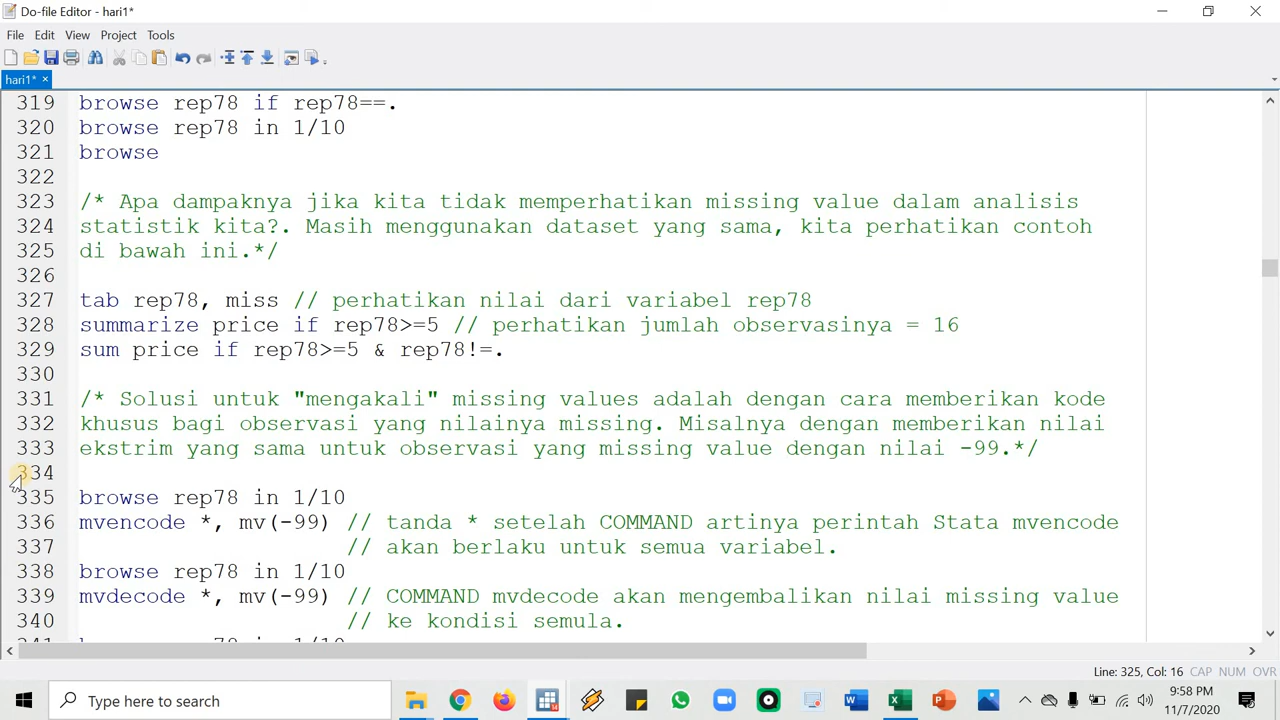 Do-file Editor - hari1*
File Edit View Project Tools
hari1* ×
319 browse rep78 if rep78==.
320 browse rep78 in 1/10
321 browse
322
323 /* Apa dampaknya jika kita tidak memperhatikan missing value dalam analisis
324 statistik kita?. Masih menggunakan dataset yang sama, kita perhatikan contoh
325 di bawah ini.*/
326
327 tab rep78, miss // perhatikan nilai dari variabel rep78
328 summarize price if rep78>=5 // perhatikan jumlah observasinya = 16
329 sum price if rep78>=5 & rep78!=.
330
331 /* Solusi untuk "mengakali" missing values adalah dengan cara memberikan kode
332 khusus bagi observasi yang nilainya missing. Misalnya dengan memberikan nilai
333 ekstrim yang sama untuk observasi yang missing value dengan nilai -99.*/
334
335 browse rep78 in 1/10
336 mvencode *, mv(-99) // tanda * setelah COMMAND artinya perintah Stata mvencode
337 // akan berlaku untuk semua variabel.
338 browse rep78 in 1/10
339 mvdecode *, mv(-99) // COMMAND mvdecode akan mengembalikan nilai missing value
340 // ke kondisi semula.
Line: 325, Col: 16 CAP NUM OVR
Type here to search
9:58 PM
11/7/2020